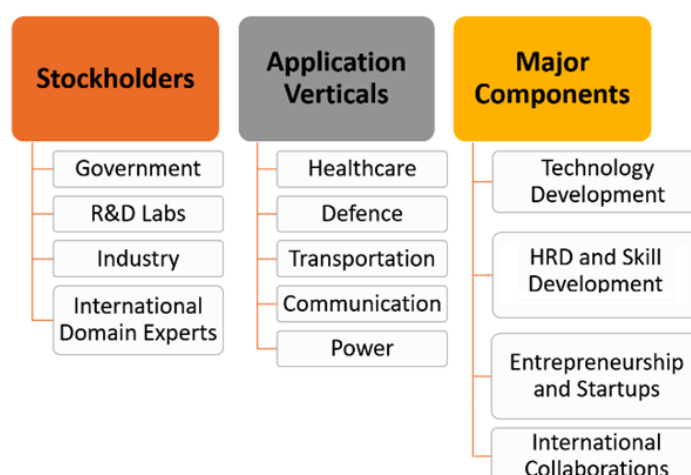 Stockholders
Government
R&D Labs
Industry
International
Domain Experts
Application
Verticals
Healthcare
Defence
Transportation
Communication
Power
Major
Components
Technology
Development
HRD and Skill
Development
Entrepreneurship
and Startups
International
Collaborations